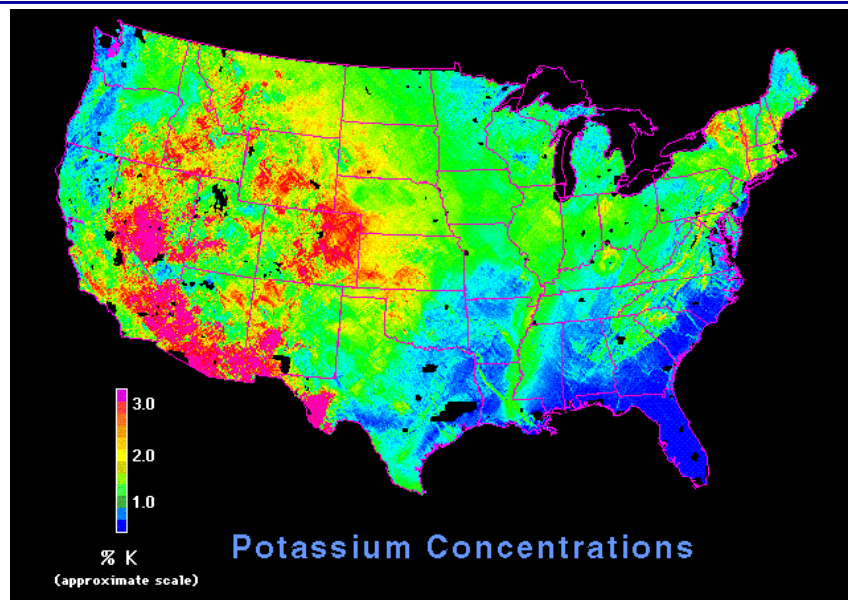 3.0
2.0
1.0
% K
(approximate scale)
Potassium Concentrations